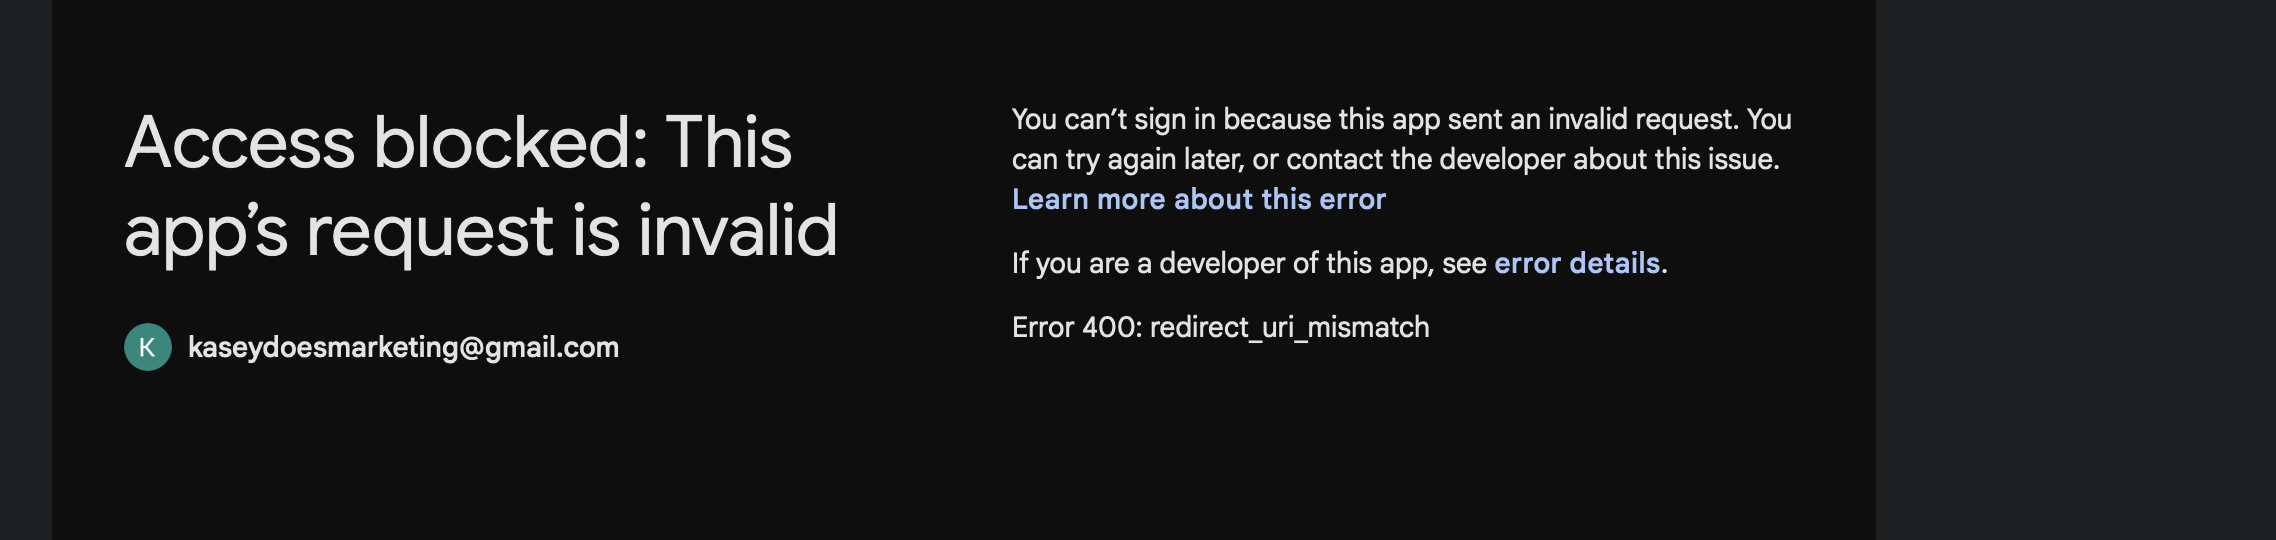 Access blocked: This
app’s request is invalid
K kaseydoesmarketing@gmail.com
You can’t sign in because this app sent an invalid request. You
can try again later, or contact the developer about this issue.
Learn more about this error
If you are a developer of this app, see error details.
Error 400: redirect_uri_mismatch